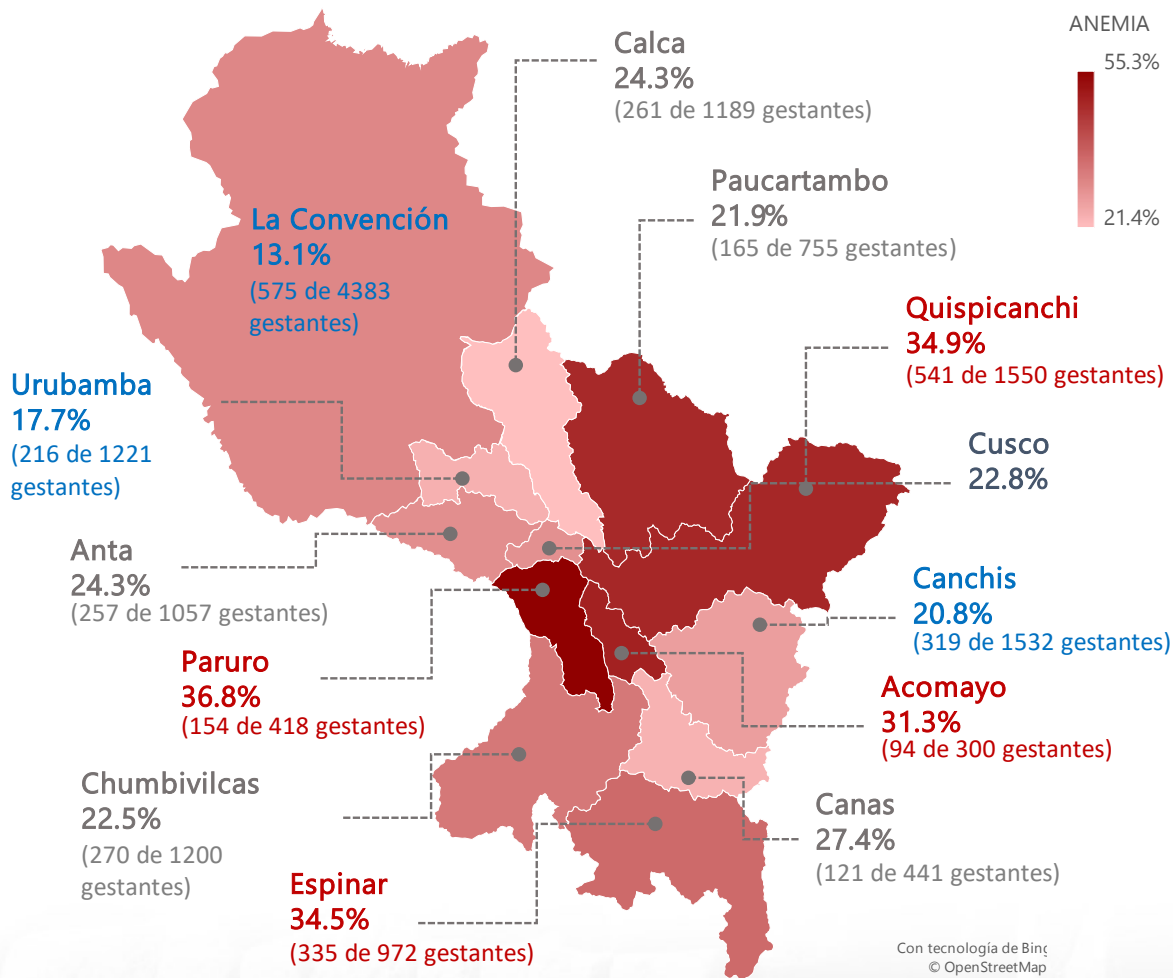 ANEMIA
55.3%
21.4%
Calca
24.3%
(261 de 1189 gestantes)
Paucartambo
21.9%
(165 de 755 gestantes)
La Convención
13.1%
(575 de 4383
gestantes)
Quispicanchi
34.9%
(541 de 1550 gestantes)
Urubamba
17.7%
(216 de 1221
gestantes)
Cusco
22.8%
Anta
24.3%
(257 de 1057 gestantes)
Canchis
20.8%
(319 de 1532 gestantes)
Paruro
36.8%
(154 de 418 gestantes)
Acomayo
31.3%
(94 de 300 gestantes)
Chumbivilcas
22.5%
(270 de 1200
gestantes)
Canas
27.4%
(121 de 441 gestantes)
Espinar
34.5%
(335 de 972 gestantes)
Con tecnología de Bing
© OpenStreetMap